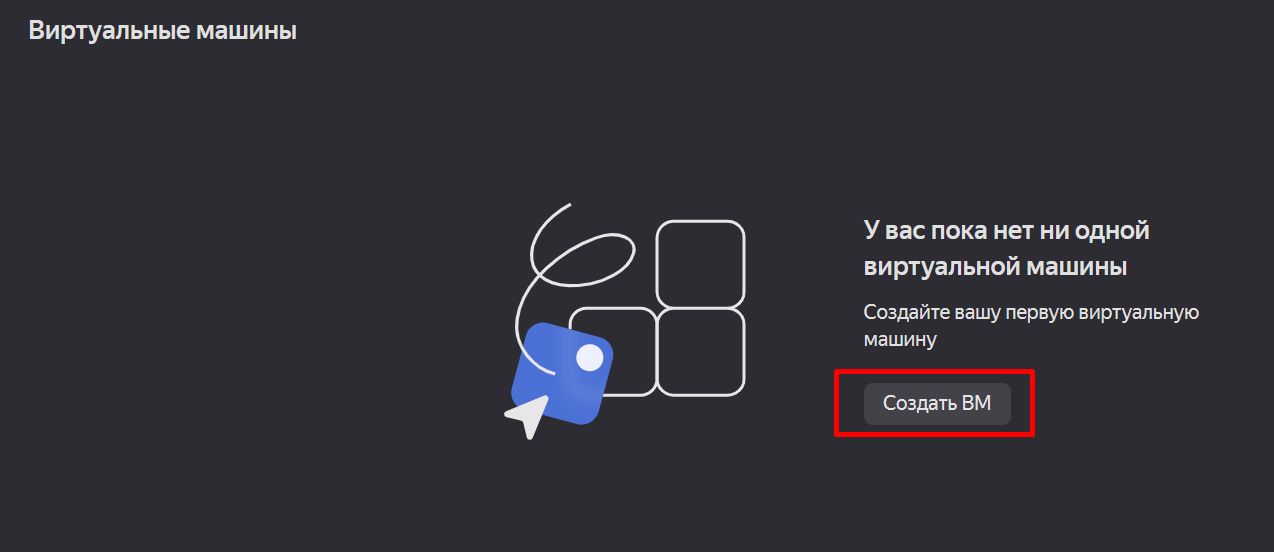 Виртуальные машины
У вас пока нет ни одной
виртуальной машины
Создайте вашу первую виртуальную
машину
Создать ВМ